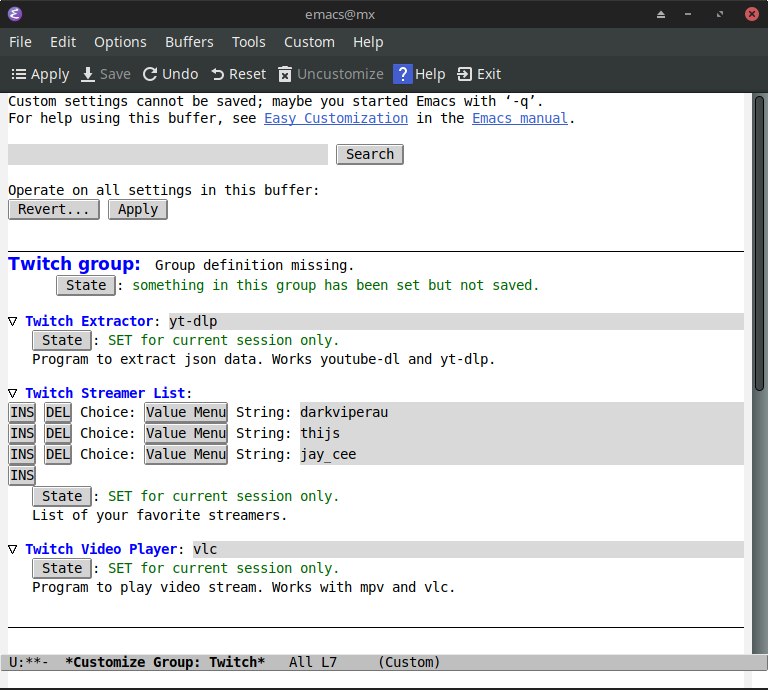 emacs@mx
File Edit Options Buffers Tools Custom Help
Apply Save Undo Reset Uncustomize ? Help Exit
Custom settings cannot be saved; maybe you started Emacs with ‘-q’.
For help using this buffer, see Easy Customization in the Emacs manual.
Search
Operate on all settings in this buffer:
Revert... Apply
Twitch group: Group definition missing.
State : something in this group has been set but not saved.
▽ Twitch Extractor: yt-dlp
State : SET for current session only.
Program to extract json data. Works youtube-dl and yt-dlp.
▽ Twitch Streamer List:
INS DEL Choice: Value Menu String: darkviperau
INS DEL Choice: Value Menu String: thijs
INS DEL Choice: Value Menu String: jay_cee
INS
State : SET for current session only.
List of your favorite streamers.
▽ Twitch Video Player: vlc
State : SET for current session only.
Program to play video stream. Works with mpv and vlc.
U:**- *Customize Group: Twitch* All L7 (Custom)